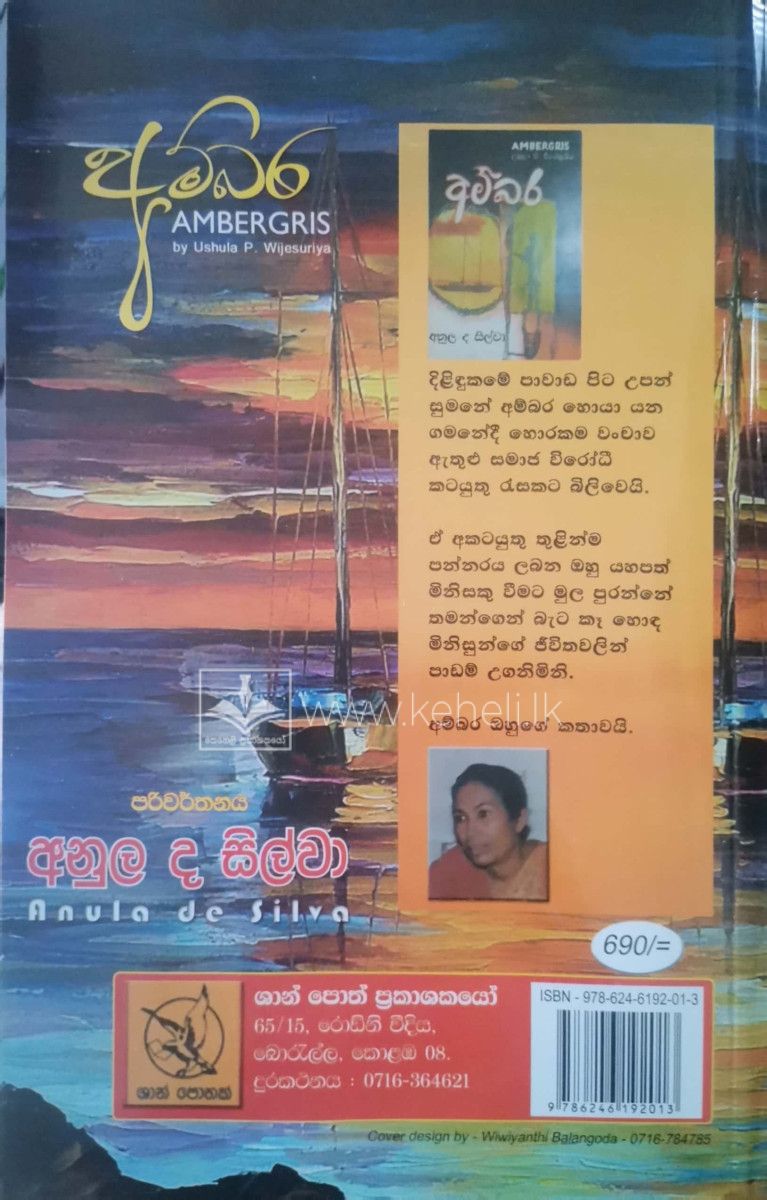 අම්බර
AMBERGRIS
by Ushula P. Wijesuriya
AMBERGRIS
අම්බර
අනුල ද සිල්වා
දිළිඳුකමේ පාවාඩ පිට උපන්
සුමනේ අම්බර හොයා යන
ගමනේදී හොරකම වංචාව
ඇතුළු සමාජ විරෝධී
කටයුතු රැසකට බිලිවෙයි.
ඒ අකටයුතු තුළින්ම
පන්නරය ලබන ඔහු යහපත්
මිනිසකු වීමට මුල පුරන්නේ
තමන්ගෙන් බැට කෑ හොඳ
මිනිසුන්ගේ ජීවිතවලින්
පාඩම් උගනිමිනි.
අම්බර ඔහුගේ කතාවයි.
www.keheli.lk
කෙහෙලි ප්‍රකාශකයෝ
පරිවර්තනය
අනුල ද සිල්වා
Anula de Silva
690/=
ශාන් පොතක්
ශාන් පොත් ප්‍රකාශකයෝ
65/15, රොඩ්නි වීදිය,
බොරැල්ල, කොළඹ 08.
දුරකථනය : 0716-364621
ISBN - 978-624-6192-01-3
9 786246 192013
Cover design by - Wiwiyanthi Balangoda - 0716-784785